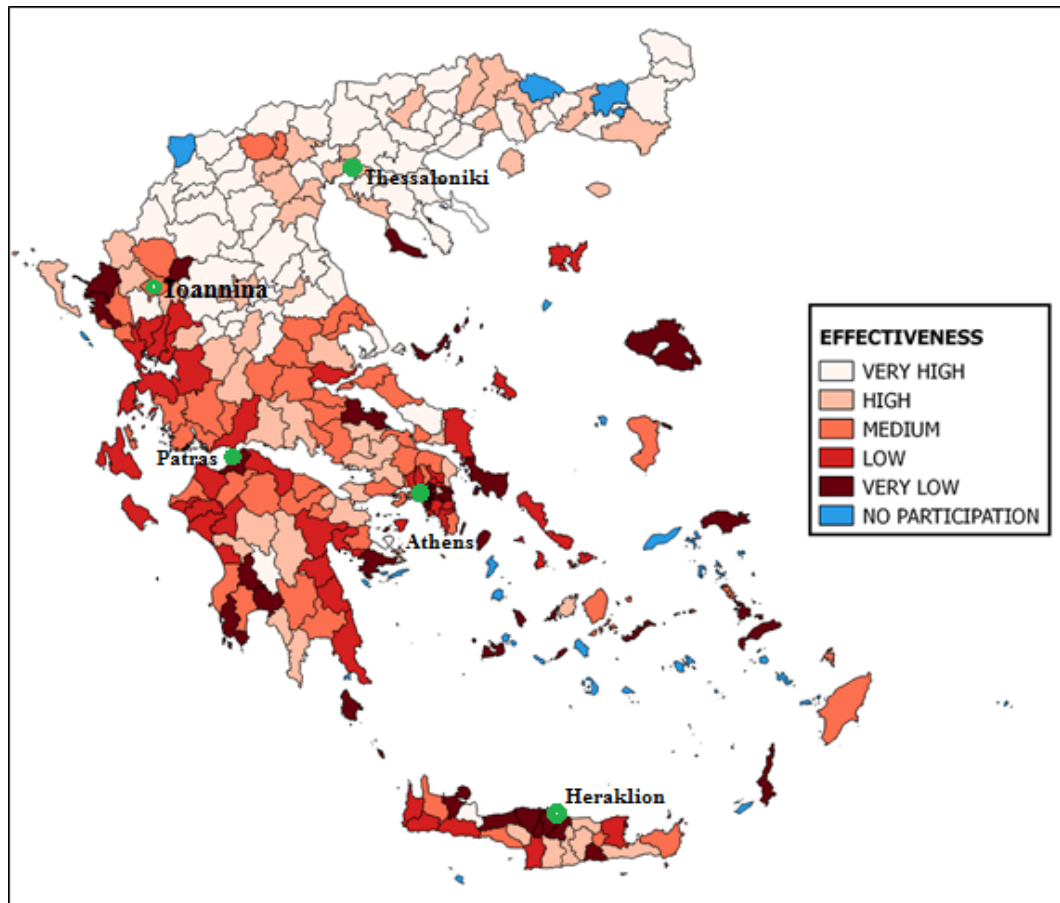 Thessaloniki
Ioannina
EFFECTIVENESS
VERY HIGH
HIGH
MEDIUM
LOW
VERY LOW
NO PARTICIPATION
Patras
Athens
Heraklion